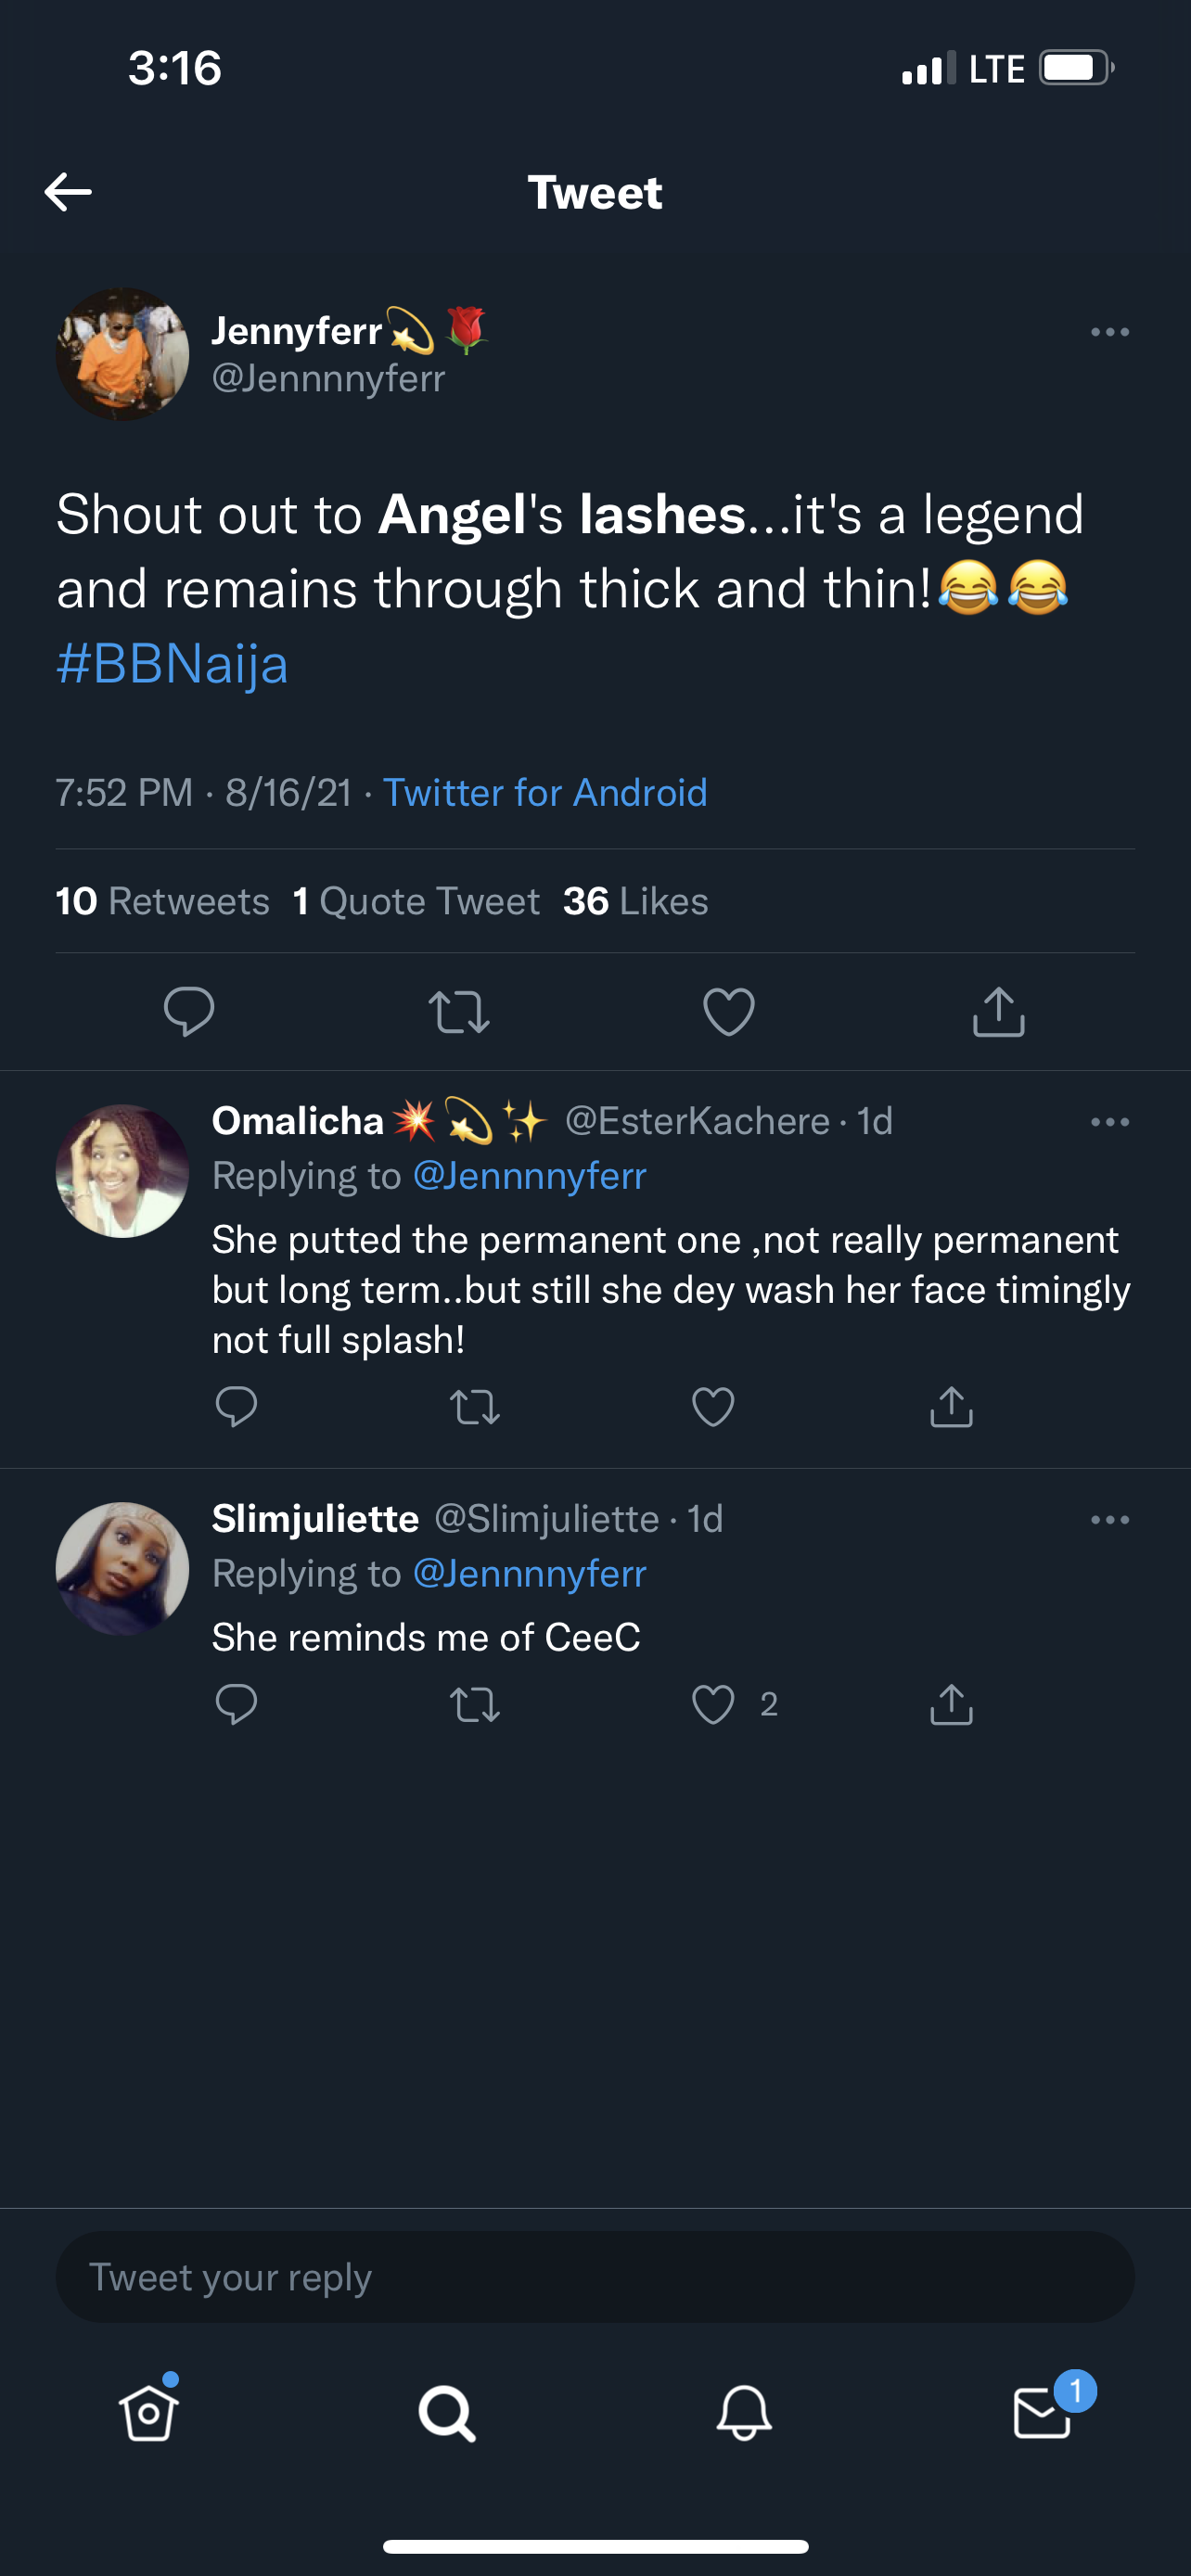 3:16 LTE
Tweet
Jennyferr💫🌹
@Jennnnyferr
Shout out to Angel's lashes...it's a legend
and remains through thick and thin!😂😂
#BBNaija
7:52 PM · 8/16/21 · Twitter for Android
10 Retweets 1 Quote Tweet 36 Likes
Omalicha💥💫✨ @EsterKachere · 1d
Replying to @Jennnnyferr
She putted the permanent one ,not really permanent
but long term..but still she dey wash her face timingly
not full splash!
Slimjuliette @Slimjuliette · 1d
Replying to @Jennnnyferr
She reminds me of CeeC
2
Tweet your reply
1